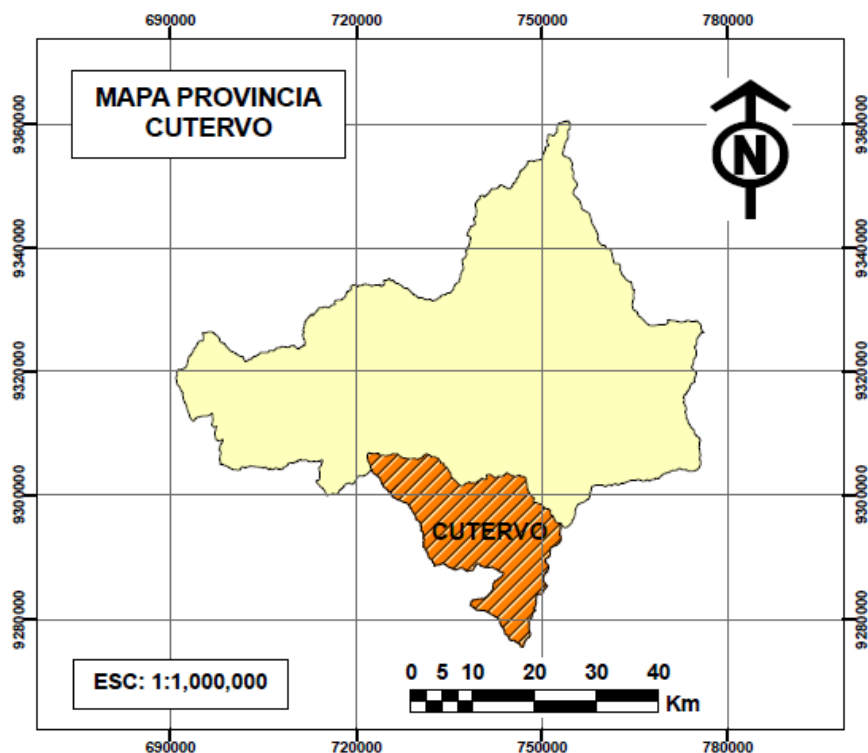 690000 720000 750000 780000
MAPA PROVINCIA
CUTERVO
N
9360000 9360000
9340000 9340000
9320000 9320000
9300000 9300000
CUTERVO
9280000 9280000
ESC: 1:1,000,000
0 5 10 20 30 40
Km
690000 720000 750000 780000